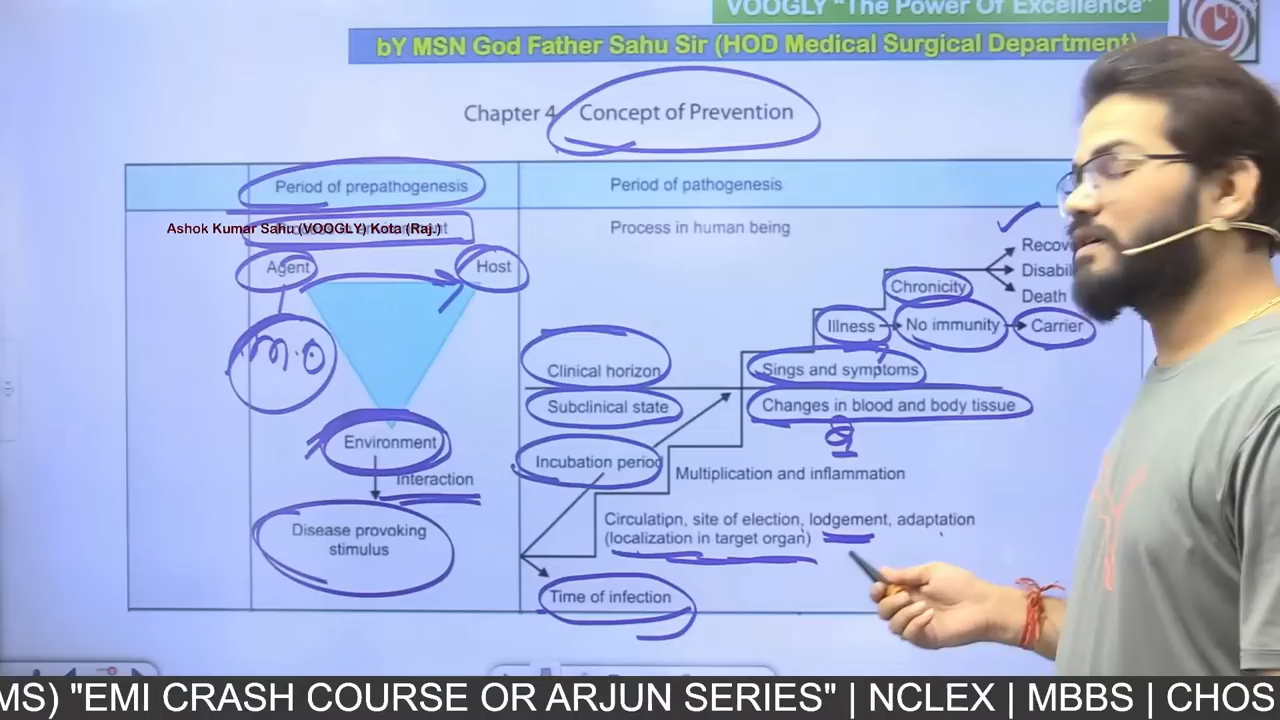 VOOGLY "The Power Of Excellence"
bY MSN God Father Sahu Sir (HOD Medical Surgical Department)
Chapter 4 Concept of Prevention
Period of prepathogenesis
Period of pathogenesis
Ashok Kumar Sahu (VOOGLY) Kota (Raj.)
Process in human being
Agent
Host
m.o
Environment
Interaction
Disease provoking
stimulus
Clinical horizon
Subclinical state
Incubation period
Time of infection
Recov
Disabil
Death
Chronicity
Illness
No immunity
Carrier
Sings and symptoms
Changes in blood and body tissue
Multiplication and inflammation
Circulation, site of election, lodgement, adaptation
(localization in target organ)
MS) "EMI CRASH COURSE OR ARJUN SERIES" | NCLEX | MBBS | CHOS